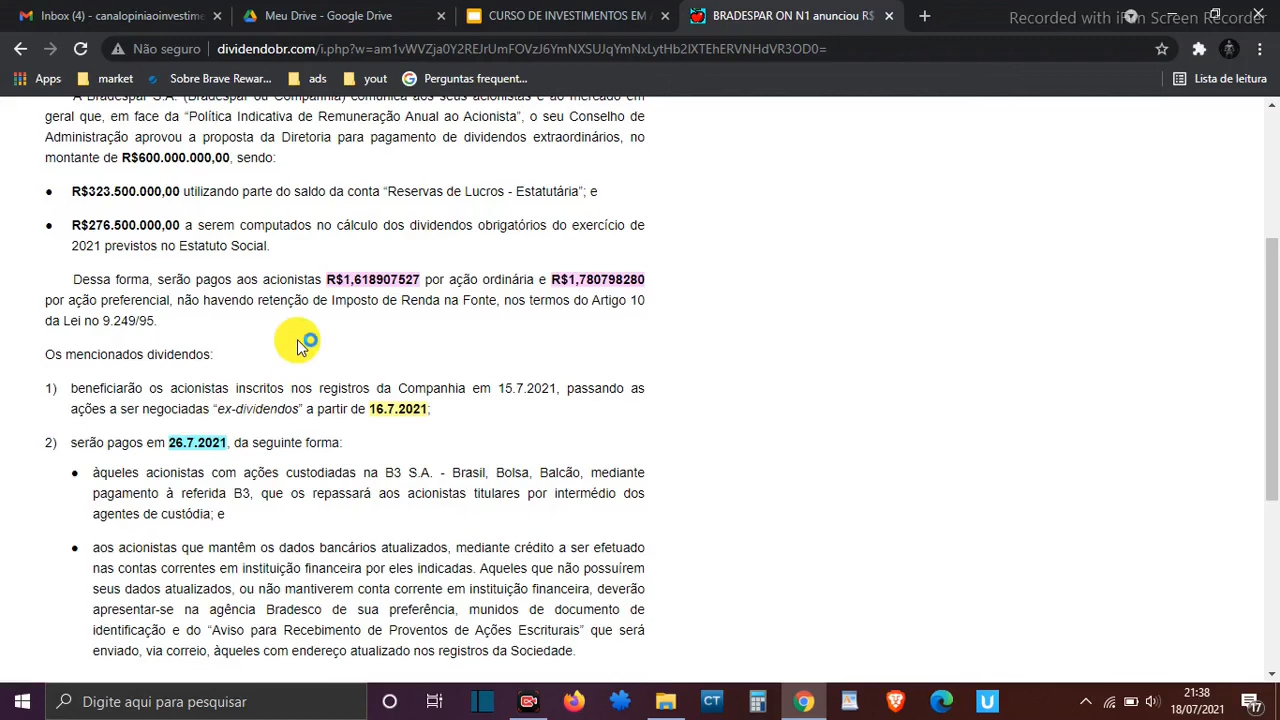 Inbox (31) - canalopiniaoinvestime
Meu Drive - Google Drive
CURSO DE INVESTIMENTOS EM A
BRADESPAR ON N1 anunciou R$
Recorded with iFun Screen Recorder
Não seguro
dividendobr.com/i.php?w=am1vWVZja0Y2REJrUmFOVzJ6YmNXSUJqYmNxLytHb2lXTEhERVNHdVR3OD0=
Apps
market
Sobre Brave Rewar...
ads
yout
Perguntas frequent...
Lista de leitura
A Bradespar S.A. (Bradespar ou Companhia) comunica aos seus acionistas e ao mercado em
geral que, em face da “Política Indicativa de Remuneração Anual ao Acionista”, o seu Conselho de
Administração aprovou a proposta da Diretoria para pagamento de dividendos extraordinários, no
montante de R$600.000.000,00, sendo:
● R$323.500.000,00 utilizando parte do saldo da conta “Reservas de Lucros - Estatutária”; e
● R$276.500.000,00 a serem computados no cálculo dos dividendos obrigatórios do exercício de
2021 previstos no Estatuto Social.
Dessa forma, serão pagos aos acionistas R$1,618907527 por ação ordinária e R$1,780798280
por ação preferencial, não havendo retenção de Imposto de Renda na Fonte, nos termos do Artigo 10
da Lei no 9.249/95.
Os mencionados dividendos:
1) beneficiarão os acionistas inscritos nos registros da Companhia em 15.7.2021, passando as
ações a ser negociadas “ex-dividendos” a partir de 16.7.2021;
2) serão pagos em 26.7.2021, da seguinte forma:
● àqueles acionistas com ações custodiadas na B3 S.A. - Brasil, Bolsa, Balcão, mediante
pagamento à referida B3, que os repassará aos acionistas titulares por intermédio dos
agentes de custódia; e
● aos acionistas que mantêm os dados bancários atualizados, mediante crédito a ser efetuado
nas contas correntes em instituição financeira por eles indicadas. Aqueles que não possuírem
seus dados atualizados, ou não mantiverem conta corrente em instituição financeira, deverão
apresentar-se na agência Bradesco de sua preferência, munidos de documento de
identificação e do “Aviso para Recebimento de Proventos de Ações Escriturais” que será
enviado, via correio, àqueles com endereço atualizado nos registros da Sociedade.
Digite aqui para pesquisar
CT
U
21:38
18/07/2021
17